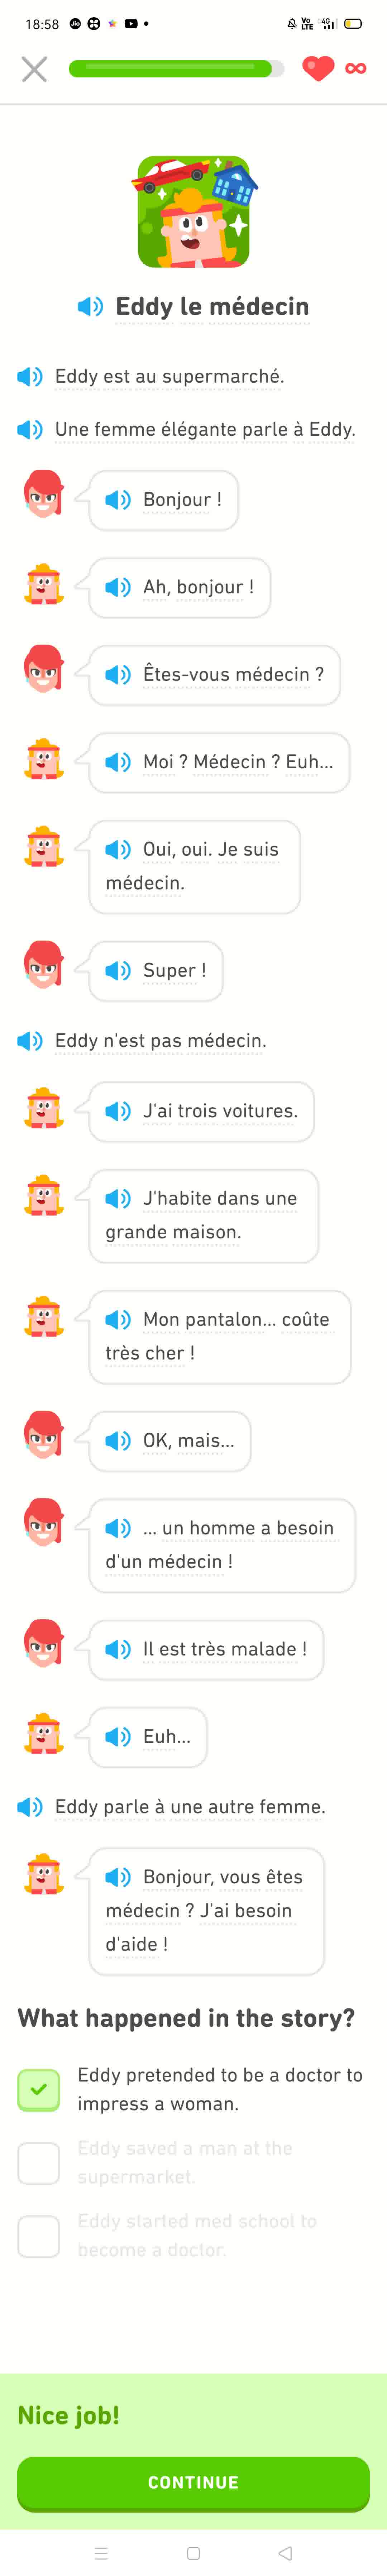 18:58
Vo LTE 4G
Eddy le médecin
Eddy est au supermarché.
Une femme élégante parle à Eddy.
Bonjour !
Ah, bonjour !
Êtes-vous médecin ?
Moi ? Médecin ? Euh...
Oui, oui. Je suis
médecin.
Super !
Eddy n'est pas médecin.
J'ai trois voitures.
J'habite dans une
grande maison.
Mon pantalon... coûte
très cher !
OK, mais...
... un homme a besoin
d'un médecin !
Il est très malade !
Euh...
Eddy parle à une autre femme.
Bonjour, vous êtes
médecin ? J'ai besoin
d'aide !
What happened in the story?
Eddy pretended to be a doctor to
impress a woman.
Eddy saved a man at the
supermarket.
Eddy started med school to
become a doctor.
Nice job!
CONTINUE